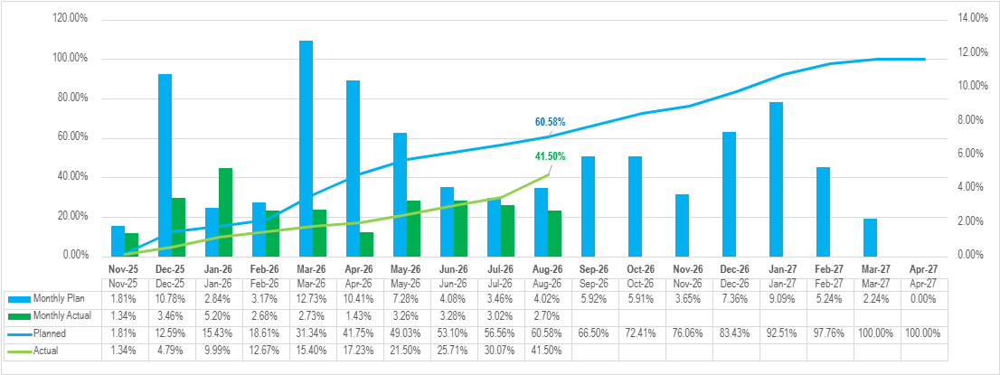 120.00% 14.00%
100.00% 12.00%
80.00% 10.00%
60.00% 8.00%
40.00% 6.00%
20.00% 4.00%
0.00% 2.00%
0.00%
60.58%
41.50%
Nov-25 Dec-25 Jan-26 Feb-26 Mar-26 Apr-26 May-26 Jun-26 Jul-26 Aug-26 Sep-26 Oct-26 Nov-26 Dec-26 Jan-27 Feb-27 Mar-27 Apr-27
Nov-25 Dec-25 Jan-26 Feb-26 Mar-26 Apr-26 May-26 Jun-26 Jul-26 Aug-26 Sep-26 Oct-26 Nov-26 Dec-26 Jan-27 Feb-27 Mar-27 Apr-27
Monthly Plan 1.81% 10.78% 2.84% 3.17% 12.73% 10.41% 7.28% 4.08% 3.46% 4.02% 5.92% 5.91% 3.65% 7.36% 9.09% 5.24% 2.24% 0.00%
Monthly Actual 1.34% 3.46% 5.20% 2.68% 2.73% 1.43% 3.26% 3.28% 3.02% 2.70%
Planned 1.81% 12.59% 15.43% 18.61% 31.34% 41.75% 49.03% 53.10% 56.56% 60.58% 66.50% 72.41% 76.06% 83.43% 92.51% 97.76% 100.00% 100.00%
Actual 1.34% 4.79% 9.99% 12.67% 15.40% 17.23% 21.50% 25.71% 30.07% 41.50%